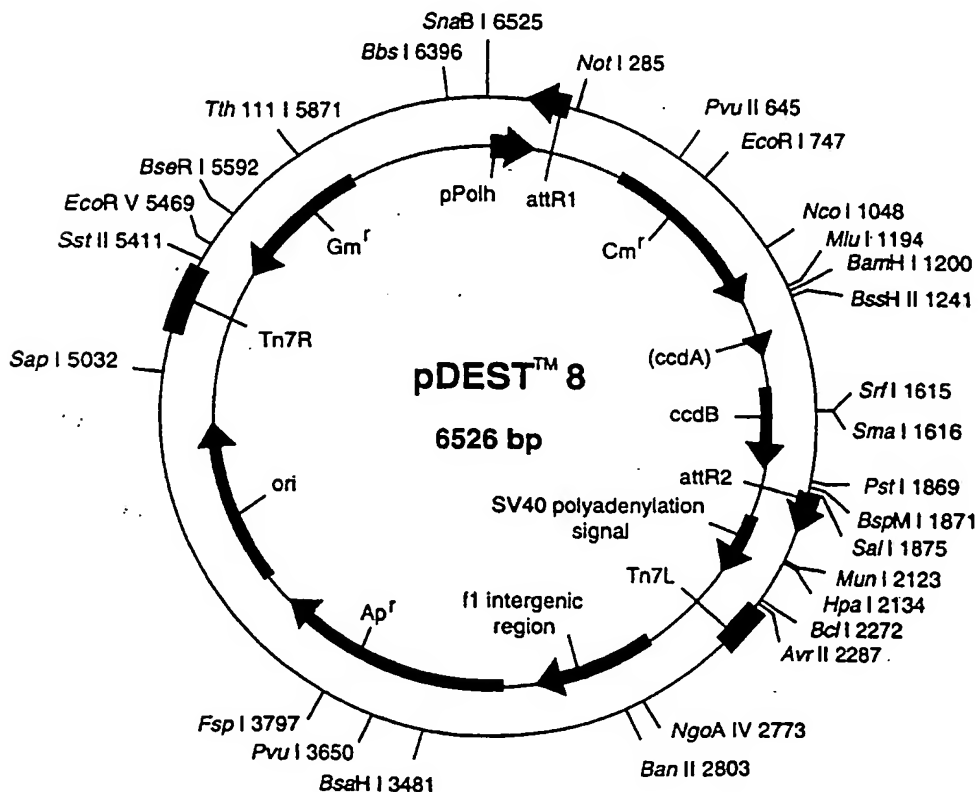 SnaB I 6525
Bbs I 6396
Not I 285
Tth 111 I 5871
Pvu II 645
EcoR I 747
BseR I 5592
EcoR V 5469
Sst II 5411
pPolh
attR1
Gmr
Cmr
Nco I 1048
Mlu I 1194
BamH I 1200
BssH II 1241
Tn7R
Sap I 5032
(ccdA)
pDEST™ 8
6526 bp
ccdB
Srf I 1615
Sma I 1616
attR2
ori
SV40 polyadenylation
signal
Pst I 1869
BspM I 1871
Sal I 1875
Tn7L
Mun I 2123
Hpa I 2134
Bcl I 2272
Avr II 2287
Apr
f1 intergenic
region
Fsp I 3797
Pvu I 3650
BsaH I 3481
NgoA IV 2773
Ban II 2803